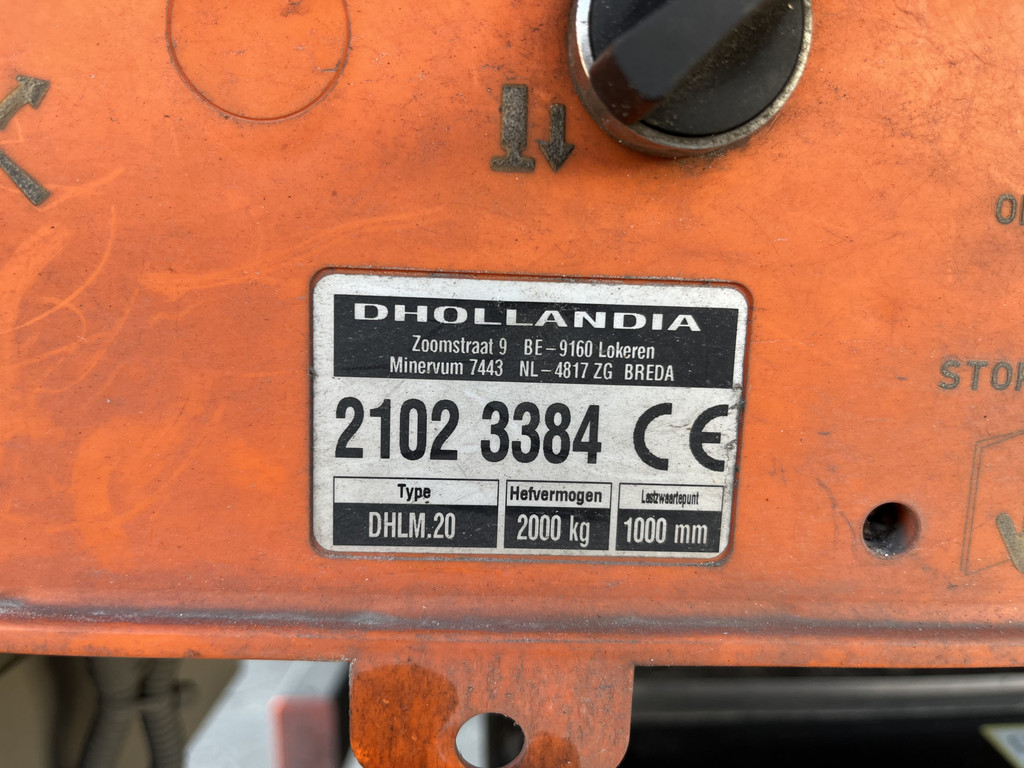 DHOLLANDIA
Zoomstraat 9 BE-9160 Lokeren
Minervum 7443 NL-4817 ZG BREDA
2102 3384 CE
Type Hefvermogen Lastzwaartepunt
DHLM.20 2000 kg 1000 mm